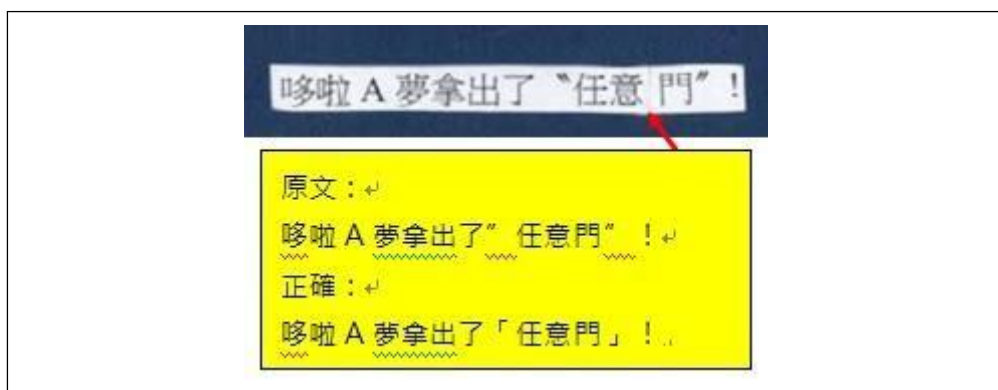 哆啦 A 夢拿出了〝任意 門〞!
原文：↵
哆啦 A 夢拿出了〞任意門〞！↵
正確：↵
哆啦 A 夢拿出了「任意門」！